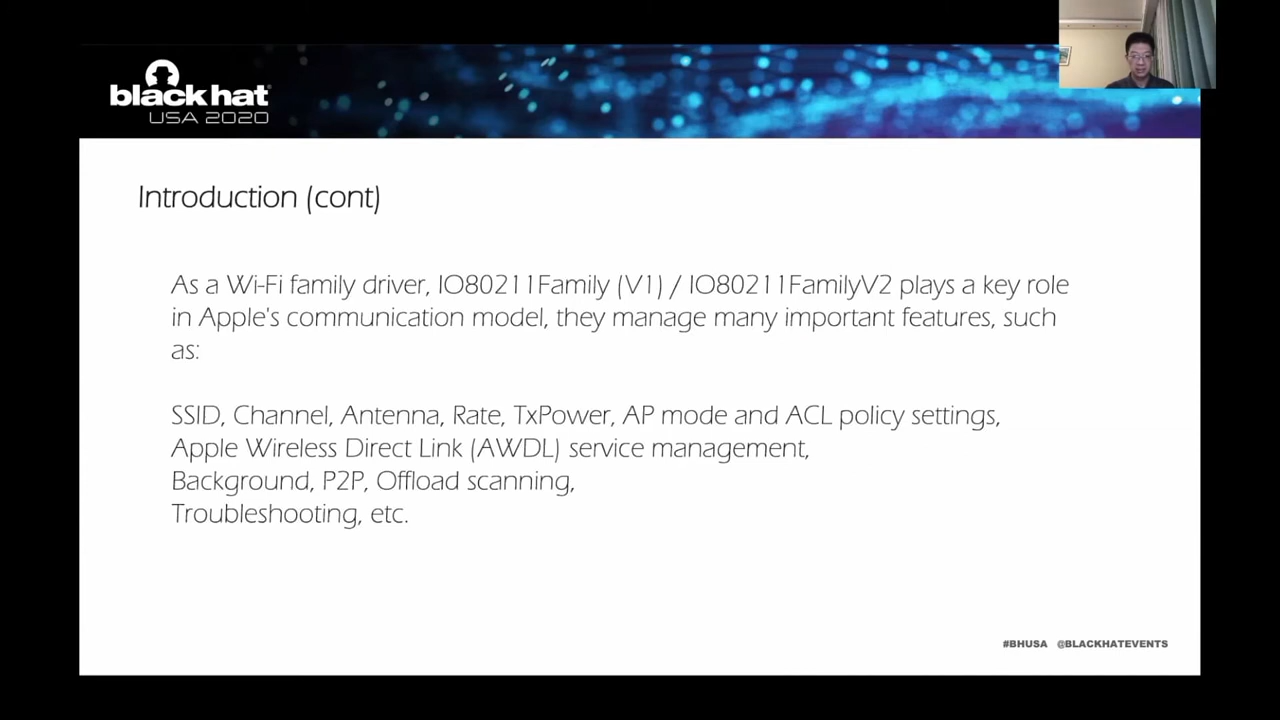 black hat
USA 2020
Introduction (cont)
As a Wi-Fi family driver, IO80211Family (V1) / IO80211FamilyV2 plays a key role
in Apple's communication model, they manage many important features, such
as:
SSID, Channel, Antenna, Rate, TxPower, AP mode and ACL policy settings,
Apple Wireless Direct Link (AWDL) service management,
Background, P2P, Offload scanning,
Troubleshooting, etc.
#BHUSA @BLACKHATEVENTS